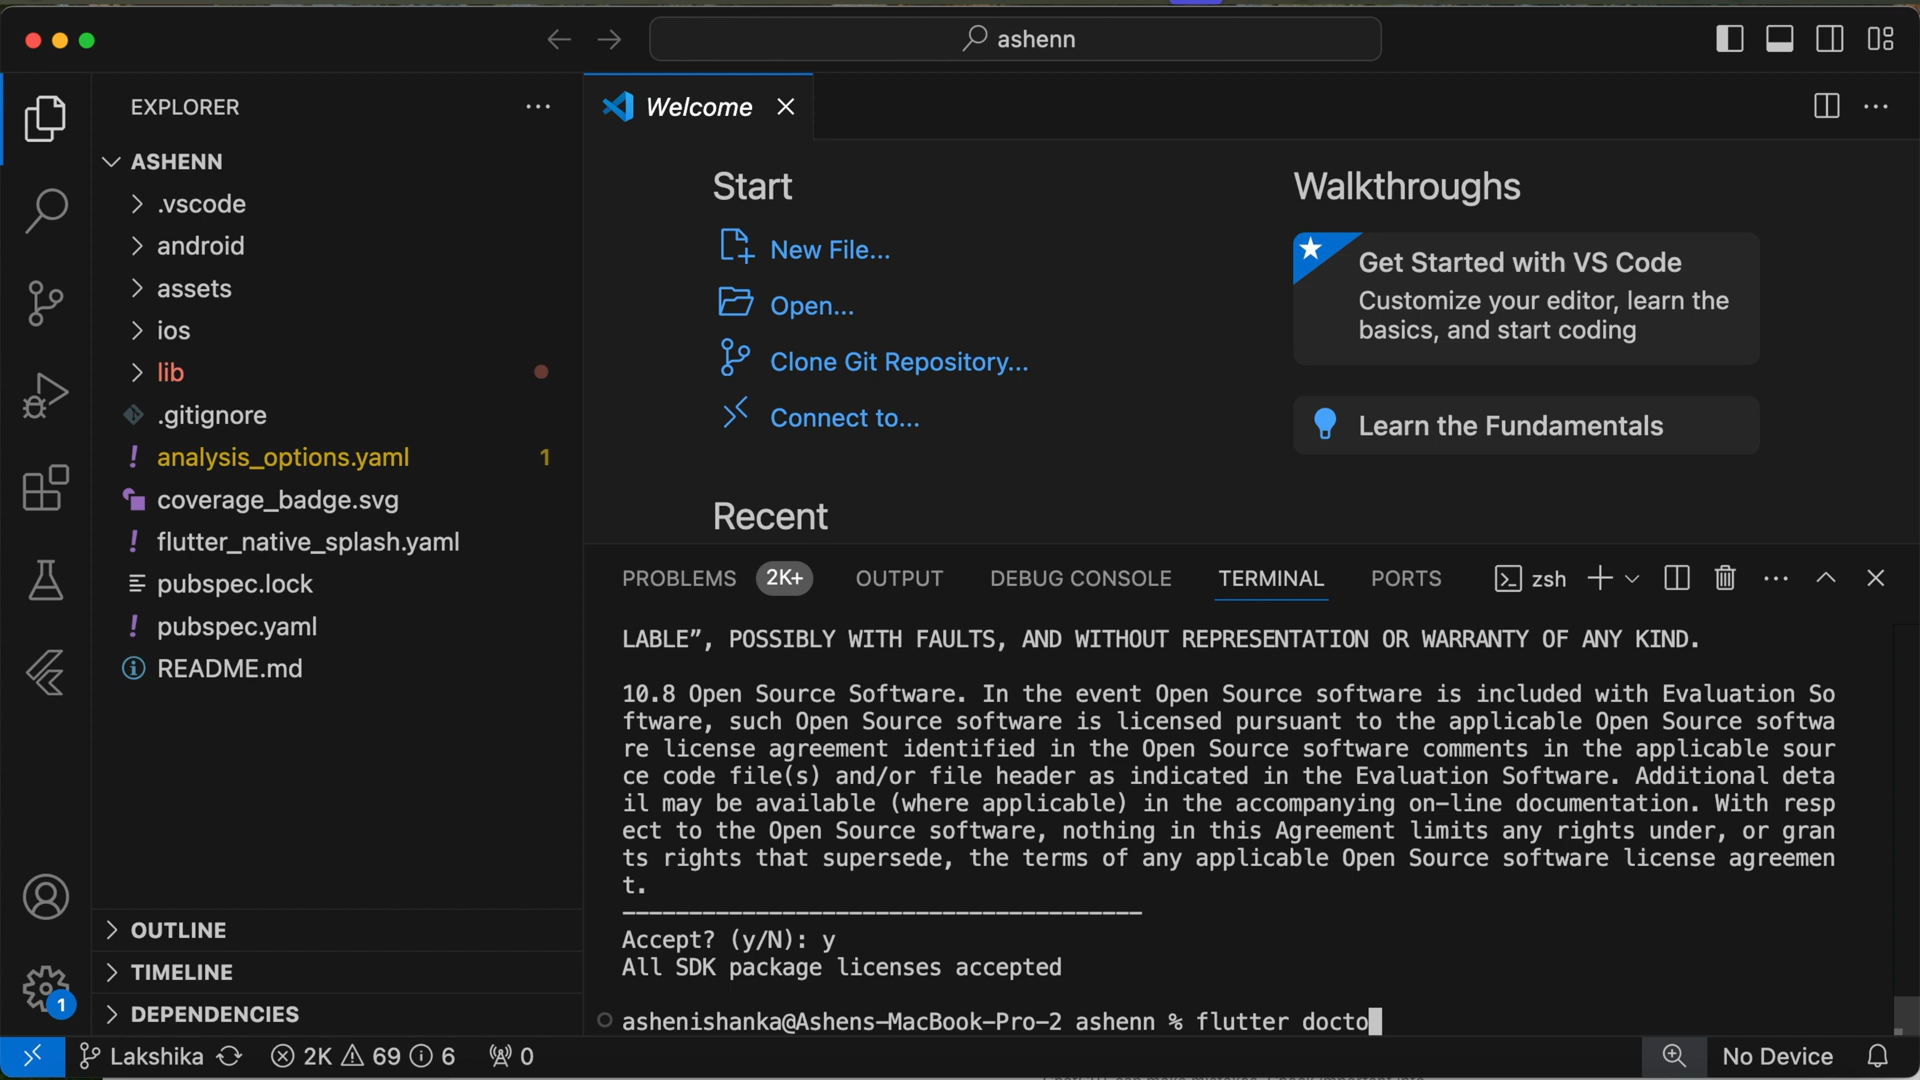 ashenn
EXPLORER
Welcome
ASHENN
.vscode
android
assets
ios
lib
.gitignore
analysis_options.yaml 1
coverage_badge.svg
flutter_native_splash.yaml
pubspec.lock
pubspec.yaml
README.md
OUTLINE
TIMELINE
DEPENDENCIES
1
Start
New File...
Open...
Clone Git Repository...
Connect to...
Recent
Walkthroughs
Get Started with VS Code
Customize your editor, learn the
basics, and start coding
Learn the Fundamentals
PROBLEMS 2K+ OUTPUT DEBUG CONSOLE TERMINAL PORTS zsh
LABLE”, POSSIBLY WITH FAULTS, AND WITHOUT REPRESENTATION OR WARRANTY OF ANY KIND.
10.8 Open Source Software. In the event Open Source software is included with Evaluation So
ftware, such Open Source software is licensed pursuant to the applicable Open Source softwa
re license agreement identified in the Open Source software comments in the applicable sour
ce code file(s) and/or file header as indicated in the Evaluation Software. Additional deta
il may be available (where applicable) in the accompanying on-line documentation. With resp
ect to the Open Source software, nothing in this Agreement limits any rights under, or gran
ts rights that supersede, the terms of any applicable Open Source software license agreemen
t.
---------------------------------------
Accept? (y/N): y
All SDK package licenses accepted
ashenishanka@Ashens-MacBook-Pro-2 ashenn % flutter docto
Lakshika 2K 69 6 0 No Device